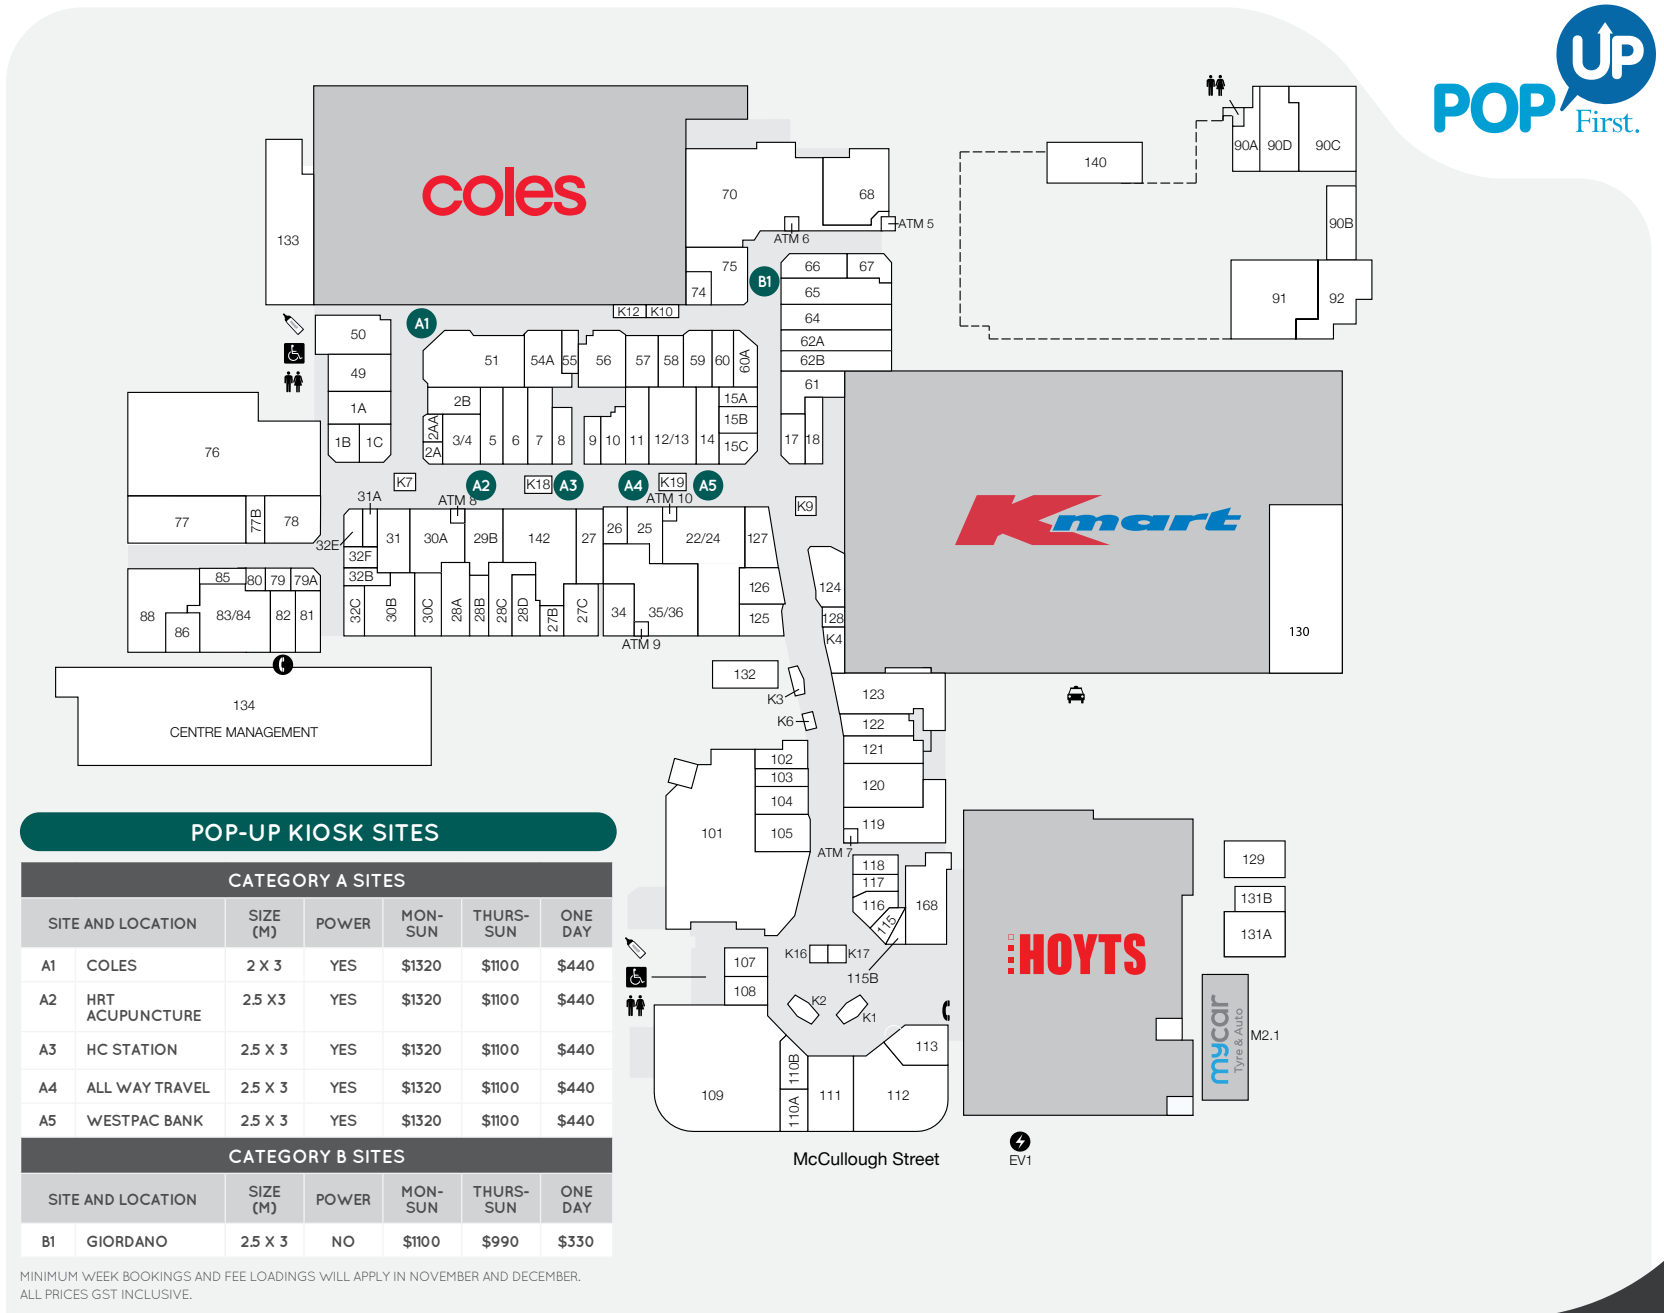 POP UP
First.
coles
133
70
68
ATM 6
ATM 5
75
74
B1
66
67
65
64
62A
62B
61
17
18
K12
K10
A1
50
49
1A
1B
1C
51
54A
55
56
57
58
59
60
60A
2B
2AA
2A
3/4
5
6
7
8
9
10
11
12/13
14
15A
15B
15C
140
90A
90D
90C
90B
91
92
76
77
77B
78
K7
A2
K18
A3
A4
K19
A5
K9
31A
ATM 8
ATM 10
32E
32F
32B
32C
31
30A
29B
142
27
26
25
22/24
127
30B
30C
28A
28B
28C
28D
27B
27C
34
35/36
126
125
ATM 9
124
128
K4
Kmart
130
85
80
79
79A
88
86
83/84
82
81
134
CENTRE MANAGEMENT
132
K3
K6
123
122
121
120
119
ATM 7
102
103
104
105
101
118
117
116
115
168
115B
K16
K17
107
108
K2
K1
113
109
110B
110A
111
112
HOYTS
129
131B
131A
mycar
Tyre & Auto
M2.1
EV1
McCullough Street
POP-UP KIOSK SITES
CATEGORY A SITES
SITE AND LOCATION SIZE (M) POWER MON-SUN THURS-SUN ONE DAY
A1 COLES 2 X 3 YES $1320 $1100 $440
A2 HRT ACUPUNCTURE 2.5 X3 YES $1320 $1100 $440
A3 HC STATION 2.5 X 3 YES $1320 $1100 $440
A4 ALL WAY TRAVEL 2.5 X 3 YES $1320 $1100 $440
A5 WESTPAC BANK 2.5 X 3 YES $1320 $1100 $440
CATEGORY B SITES
SITE AND LOCATION SIZE (M) POWER MON-SUN THURS-SUN ONE DAY
B1 GIORDANO 2.5 X 3 NO $1100 $990 $330
MINIMUM WEEK BOOKINGS AND FEE LOADINGS WILL APPLY IN NOVEMBER AND DECEMBER.
ALL PRICES GST INCLUSIVE.